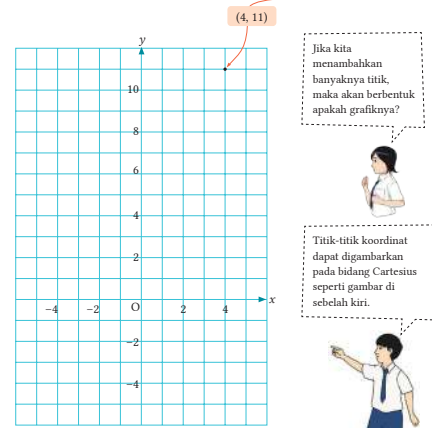 (4, 11)
y
10
8
6
4
2
−4 −2 O 2 4 x
−2
−4
Jika kita
menambahkan
banyaknya titik,
maka akan berbentuk
apakah grafiknya?
Titik-titik koordinat
dapat digambarkan
pada bidang Cartesius
seperti gambar di
sebelah kiri.